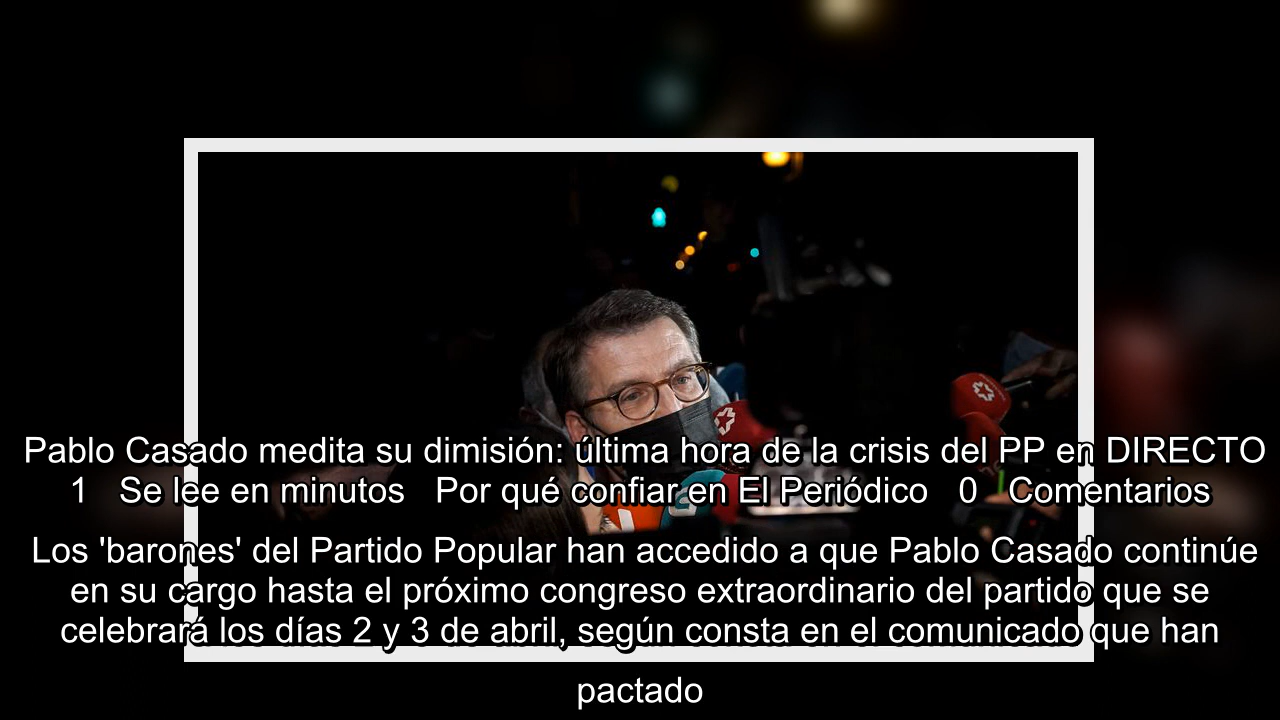 Pablo Casado medita su dimisión: última hora de la crisis del PP en DIRECTO
1 Se lee en minutos Por qué confiar en El Periódico 0 Comentarios
Los 'barones' del Partido Popular han accedido a que Pablo Casado continúe
en su cargo hasta el próximo congreso extraordinario del partido que se
celebrará los días 2 y 3 de abril, según consta en el comunicado que han
pactado